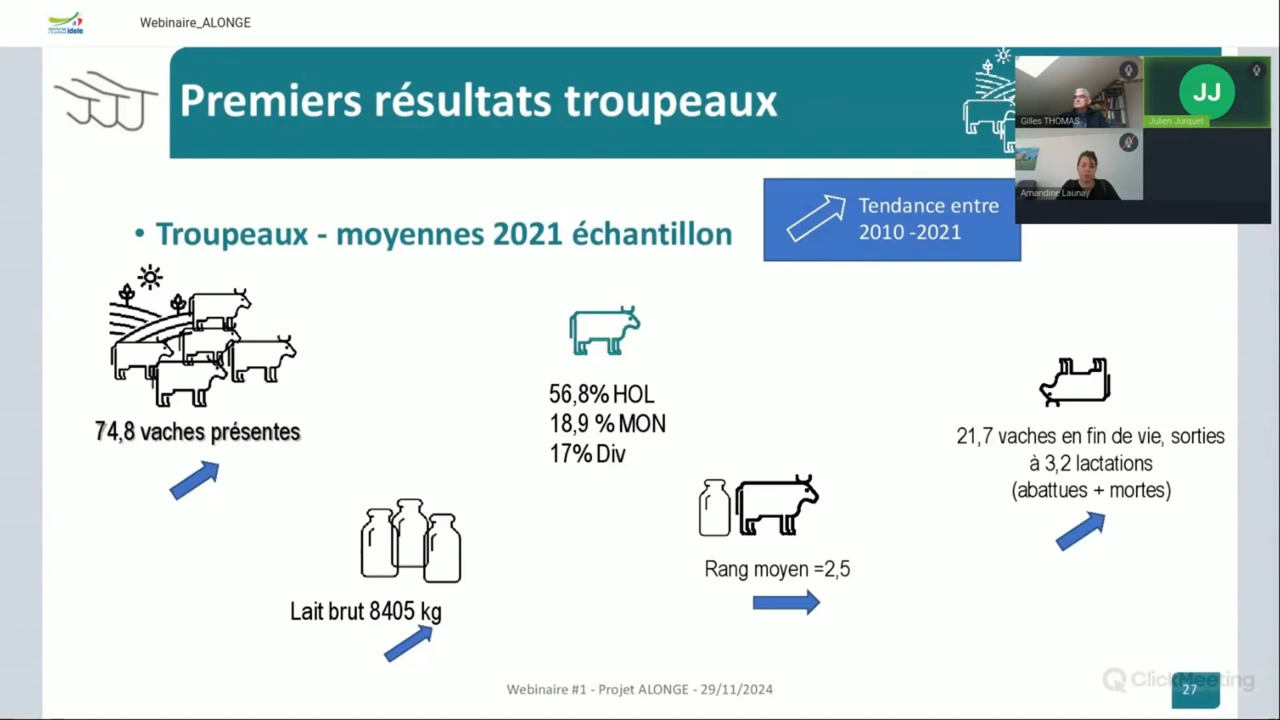 idele
Webinaire_ALONGE
Premiers résultats troupeaux
Gilles THOMAS
JJ
Julien Jurquet
Amandine Launay
Tendance entre
2010 -2021
• Troupeaux - moyennes 2021 échantillon
74,8 vaches présentes
56,8% HOL
18,9 % MON
17% Div
21,7 vaches en fin de vie, sorties
à 3,2 lactations
(abattues + mortes)
Rang moyen =2,5
Lait brut 8405 kg
Webinaire #1 - Projet ALONGE - 29/11/2024
ClickMeeting
27